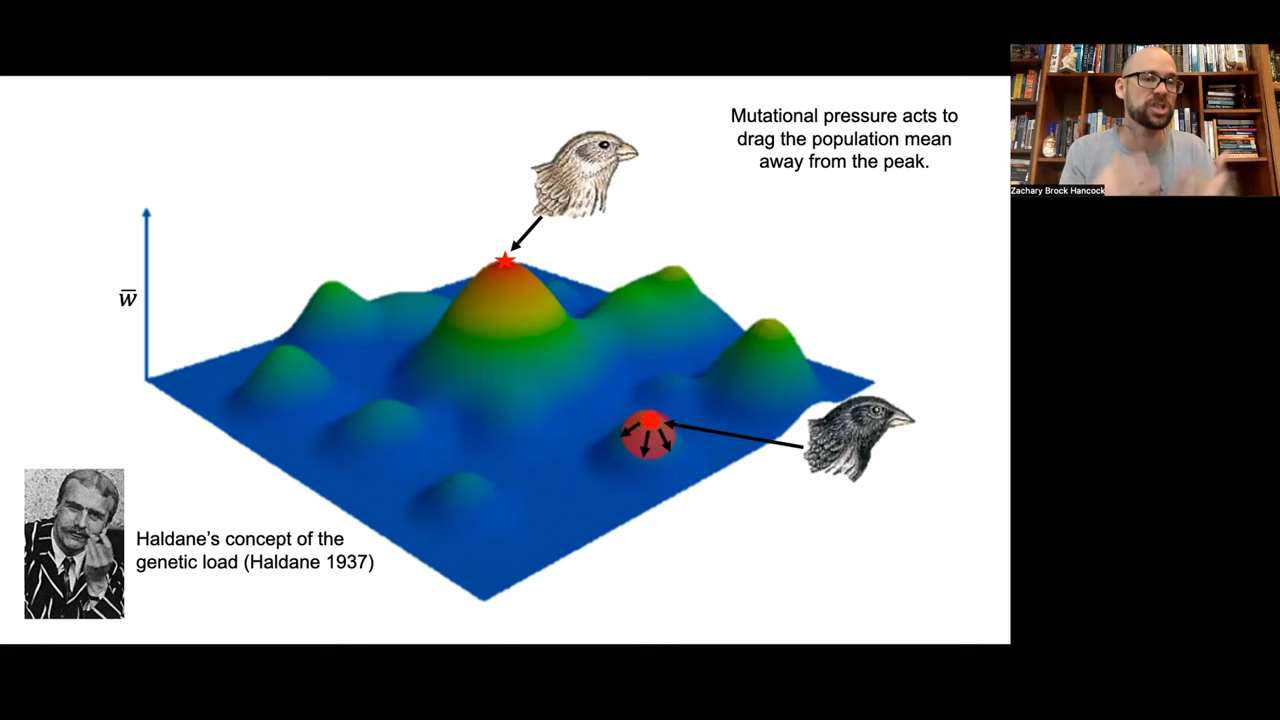 Mutational pressure acts to
drag the population mean
away from the peak.
Zachary Brock Hancock
w̅
Haldane’s concept of the
genetic load (Haldane 1937)